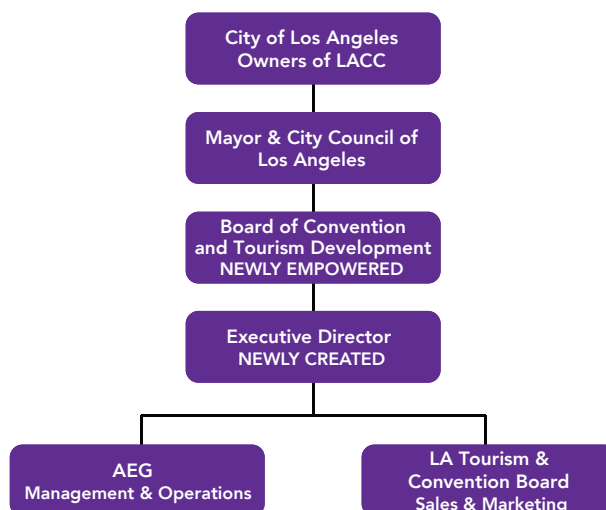 City of Los Angeles
Owners of LACC
Mayor & City Council of
Los Angeles
Board of Convention
and Tourism Development
NEWLY EMPOWERED
Executive Director
NEWLY CREATED
AEG
Management & Operations
LA Tourism &
Convention Board
Sales & Marketing